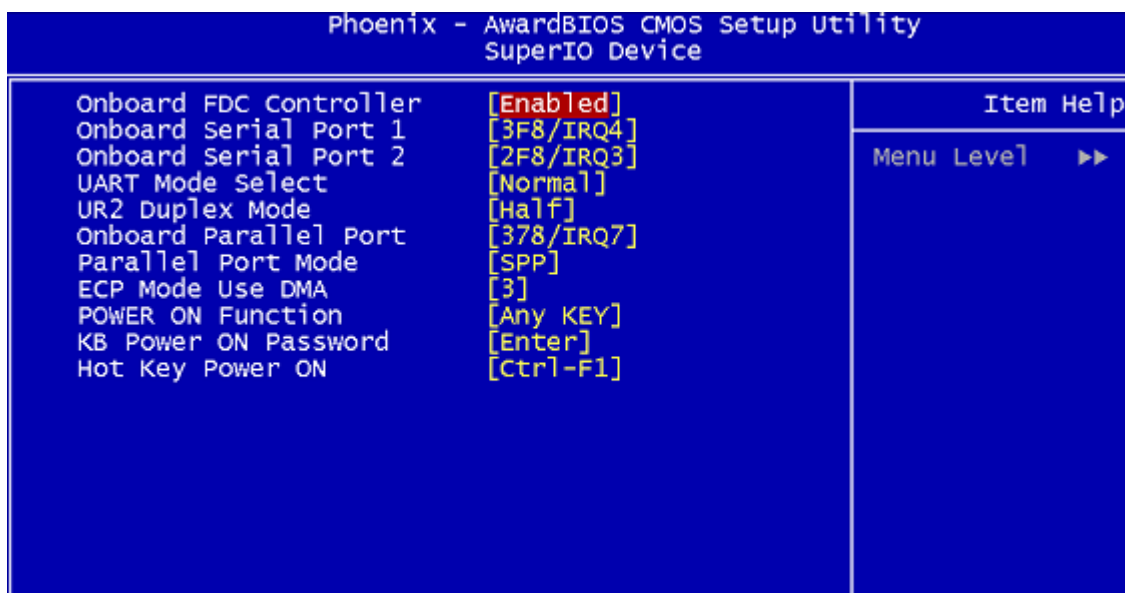 Phoenix - AwardBIOS CMOS Setup Utility
SuperIO Device
Onboard FDC Controller [Enabled]
Onboard Serial Port 1 [3F8/IRQ4]
Onboard Serial Port 2 [2F8/IRQ3]
UART Mode Select [Normal]
UR2 Duplex Mode [Half]
Onboard Parallel Port [378/IRQ7]
Parallel Port Mode [SPP]
ECP Mode Use DMA [3]
POWER ON Function [Any KEY]
KB Power ON Password [Enter]
Hot Key Power ON [Ctrl-F1]
Item Help
Menu Level ►►